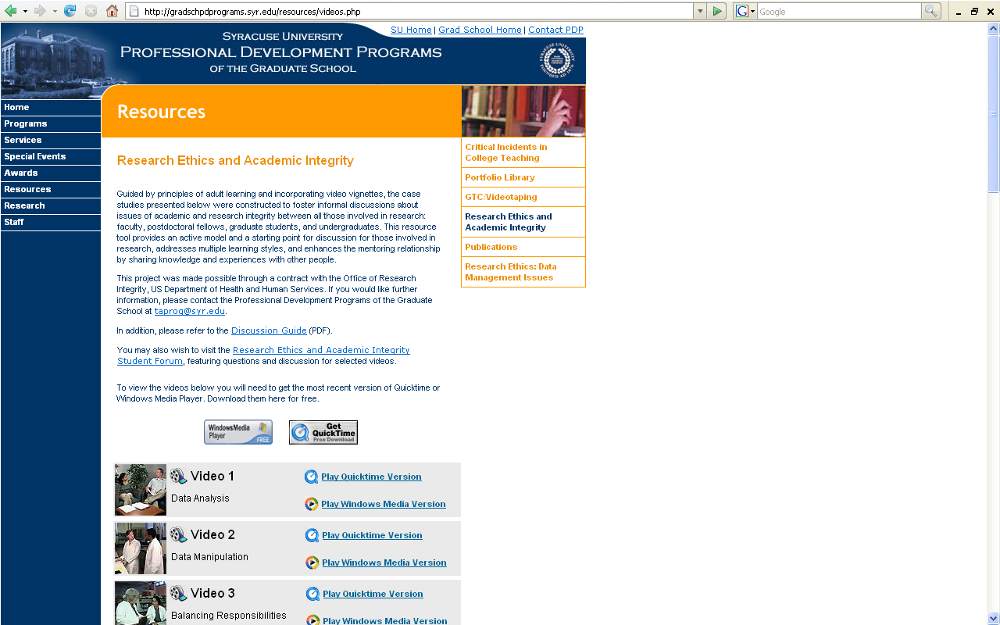 http://gradschpdprograms.syr.edu/resources/videos.php
G
Google
SU Home | Grad School Home | Contact PDP
SYRACUSE UNIVERSITY
PROFESSIONAL DEVELOPMENT PROGRAMS
OF THE GRADUATE SCHOOL
Home
Programs
Services
Special Events
Awards
Resources
Research
Staff
Resources
Critical Incidents in
College Teaching
Portfolio Library
GTC/Videotaping
Research Ethics and
Academic Integrity
Publications
Research Ethics: Data
Management Issues
Research Ethics and Academic Integrity
Guided by principles of adult learning and incorporating video vignettes, the case
studies presented below were constructed to foster informal discussions about
issues of academic and research integrity between all those involved in research:
faculty, postdoctoral fellows, graduate students, and undergraduates. This resource
tool provides an active model and a starting point for discussion for those involved in
research, addresses multiple learning styles, and enhances the mentoring relationship
by sharing knowledge and experiences with other people.
This project was made possible through a contract with the Office of Research
Integrity, US Department of Health and Human Services. If you would like further
information, please contact the Professional Development Programs of the Graduate
School at taprog@syr.edu.
In addition, please refer to the Discussion Guide (PDF).
You may also wish to visit the Research Ethics and Academic Integrity
Student Forum, featuring questions and discussion for selected videos.
To view the videos below you will need to get the most recent version of Quicktime or
Windows Media Player. Download them here for free.
WindowsMedia
Player
FREE
Get
QuickTime
Free Download
Video 1
Play Quicktime Version
Data Analysis
Play Windows Media Version
Video 2
Play Quicktime Version
Data Manipulation
Play Windows Media Version
Video 3
Play Quicktime Version
Balancing Responsibilities
Play Windows Media Version